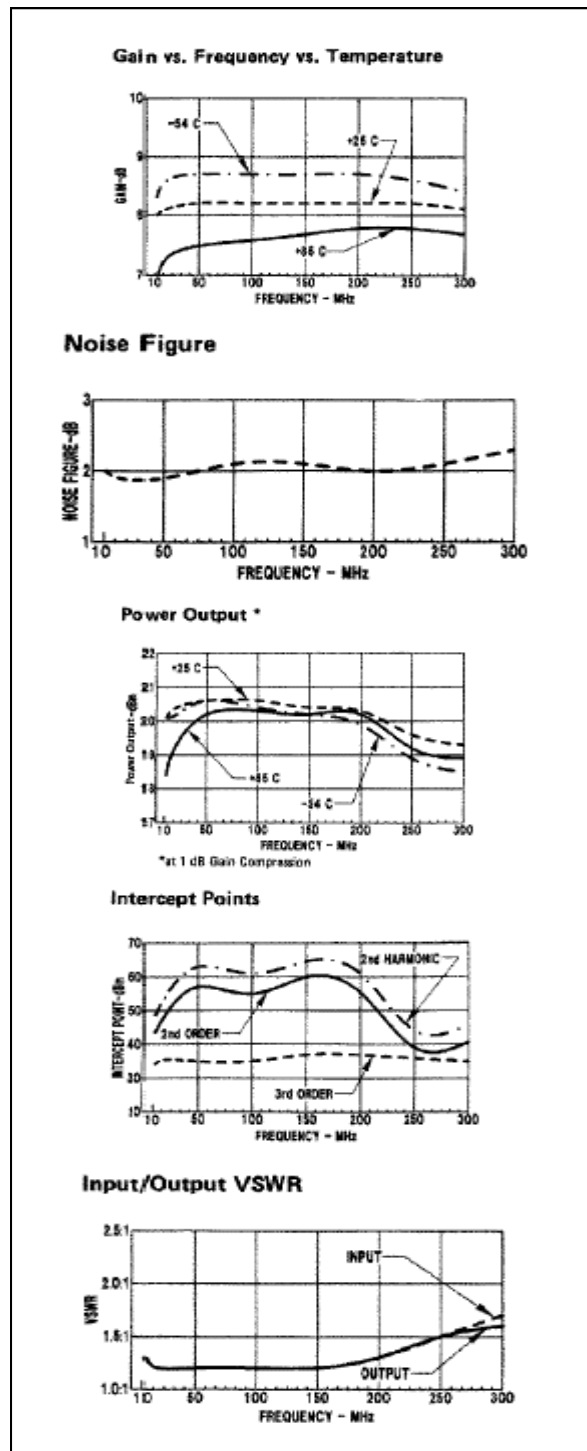 Gain vs. Frequency vs. Temperature
10
9
8
7
GAIN-dB
-54 C
+25 C
+85 C
10 50 100 150 200 250 300
FREQUENCY - MHz
Noise Figure
3
2
1
NOISE FIGURE-dB
10 50 100 150 200 250 300
FREQUENCY - MHz
Power Output *
22
21
20
19
18
17
Power Output-dBm
+25 C
+85 C
-54 C
10 50 100 150 200 250 300
FREQUENCY - MHz
*at 1 dB Gain Compression
Intercept Points
70
60
50
40
30
20
10
INTERCEPT POINT-dBm
2nd HARMONIC
2nd ORDER
3rd ORDER
10 50 100 150 200 250 300
FREQUENCY - MHz
Input/Output VSWR
2.5:1
2.0:1
1.5:1
1.0:1
VSWR
INPUT
OUTPUT
10 50 100 150 200 250 300
FREQUENCY - MHz